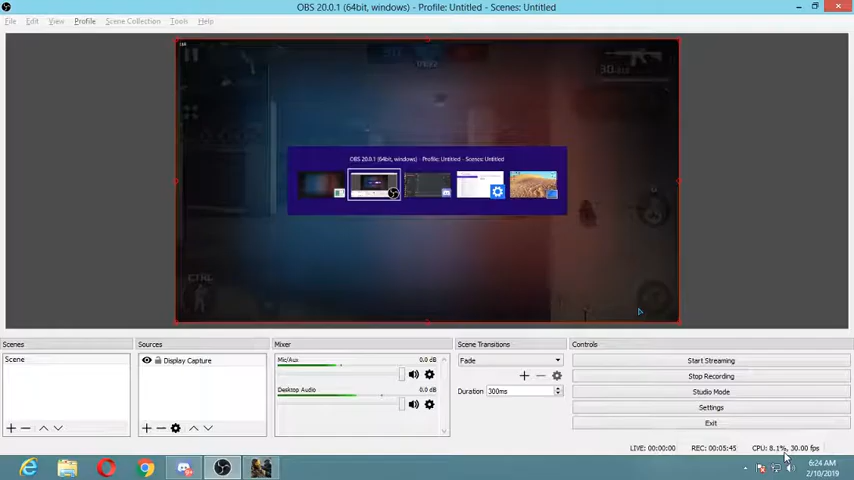 OBS 20.0.1 (64bit, windows) - Profile: Untitled - Scenes: Untitled
File Edit View Profile Scene Collection Tools Help
OBS 20.0.1 (64bit, windows) - Profile: Untitled - Scenes: Untitled
CTRL
Scenes Sources Mixer Scene Transitions Controls
Scene
Display Capture
Mic/Aux 0.0 dB
Desktop Audio 0.0 dB
Fade
Duration 300ms
Start Streaming
Stop Recording
Studio Mode
Settings
Exit
LIVE: 00:00:00 REC: 00:05:45 CPU: 8.1%, 30.00 fps
6:24 AM
2/10/2019